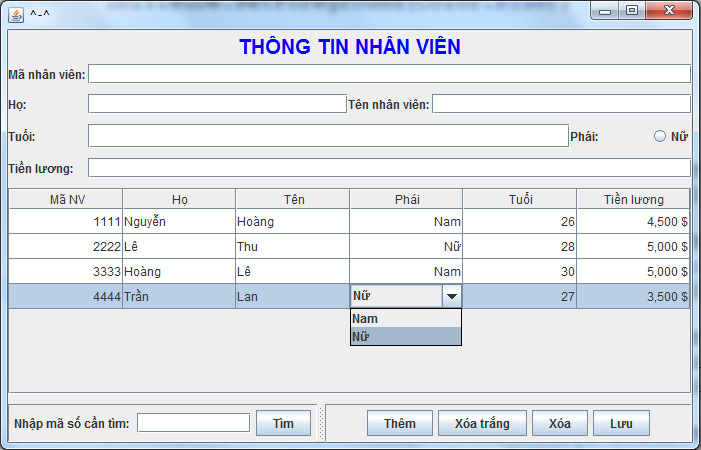 ^-^
THÔNG TIN NHÂN VIÊN
Mã nhân viên:
Họ: Tên nhân viên:
Tuổi: Phái: Nữ
Tiền lương:
Mã NV Họ Tên Phái Tuổi Tiền lương
1111 Nguyễn Hoàng Nam 26 4,500 $
2222 Lê Thu Nữ 28 5,000 $
3333 Hoàng Lê Nam 30 5,000 $
4444 Trần Lan Nữ 27 3,500 $
Nam
Nữ
Nhập mã số cần tìm: Tìm Thêm Xóa trắng Xóa Lưu